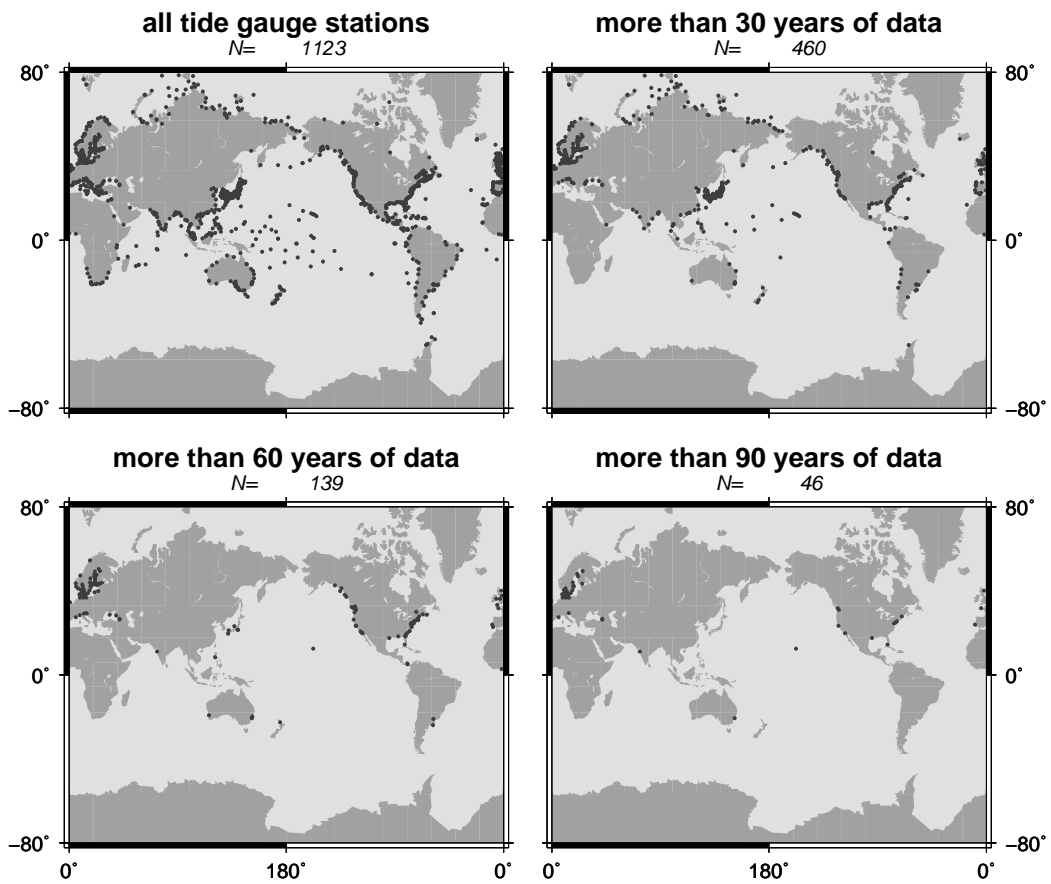 all tide gauge stations
N= 1123
more than 30 years of data
N= 460
80˚
80˚
0˚
0˚
−80˚
−80˚
more than 60 years of data
N= 139
more than 90 years of data
N= 46
80˚
80˚
0˚
0˚
−80˚
−80˚
0˚ 180˚ 0˚
0˚ 180˚ 0˚